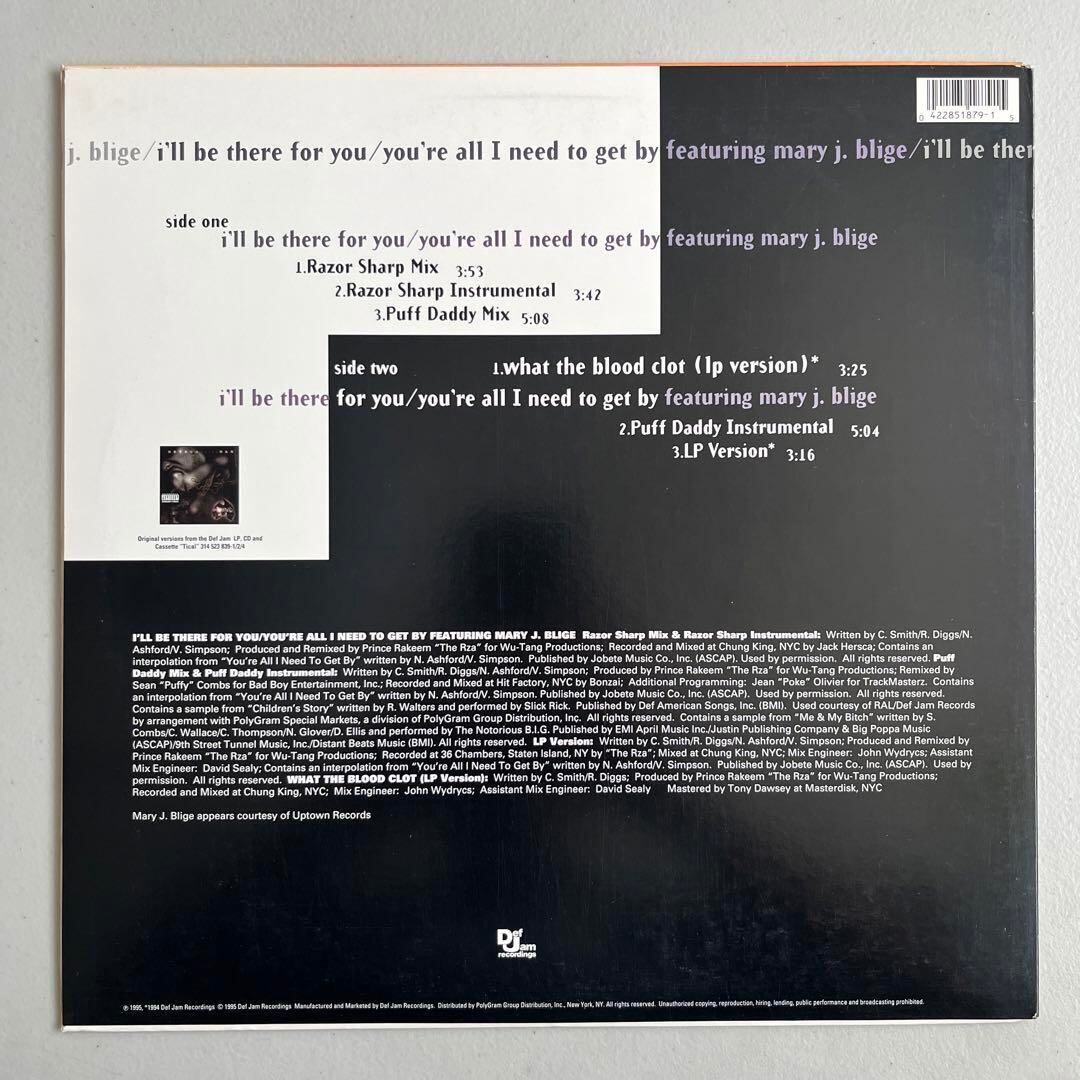 0 422851879-1 5
j. blige/i'll be there for you/you're all I need to get by featuring mary j. blige/i'll be ther
side one
i'll be there for you/you're all I need to get by featuring mary j. blige
1.Razor Sharp Mix 3:53
2.Razor Sharp Instrumental 3:42
3.Puff Daddy Mix 5:08
side two 1.what the blood clot (lp version)* 3:25
i'll be there for you/you're all I need to get by featuring mary j. blige
2.Puff Daddy Instrumental 5:04
3.LP Version* 3:16
Original versions from the Def Jam LP, CD and
Cassette "Tical" 314 523 839-1/2/4
I'LL BE THERE FOR YOU/YOU'RE ALL I NEED TO GET BY FEATURING MARY J. BLIGE Razor Sharp Mix & Razor Sharp Instrumental: Written by C. Smith/R. Diggs/N.
Ashford/V. Simpson; Produced and Remixed by Prince Rakeem "The Rza" for Wu-Tang Productions; Recorded and Mixed at Chung King, NYC by Jack Hersca; Contains an
interpolation from "You're All I Need To Get By" written by N. Ashford/V. Simpson. Published by Jobete Music Co., Inc. (ASCAP). Used by permission. All rights reserved. Puff
Daddy Mix & Puff Daddy Instrumental: Written by C. Smith/R. Diggs/N. Ashford/V. Simpson; Produced by Prince Rakeem "The Rza" for Wu-Tang Productions; Remixed by
Sean "Puffy" Combs for Bad Boy Entertainment, Inc.; Recorded and Mixed at Hit Factory, NYC by Bonzai; Additional Programming: Jean "Poke" Olivier for TrackMasterz. Contains
an interpolation from "You're All I Need To Get By" written by N. Ashford/V. Simpson. Published by Jobete Music Co., Inc. (ASCAP). Used by permission. All rights reserved.
Contains a sample from "Children's Story" written by R. Walters and performed by Slick Rick. Published by Def American Songs, Inc. (BMI). Used courtesy of RAL/Def Jam Records
by arrangement with PolyGram Special Markets, a division of PolyGram Group Distribution, Inc. All rights reserved. Contains a sample from "Me & My Bitch" written by S.
Combs/C. Wallace/C. Thompson/N. Glover/D. Ellis and performed by The Notorious B.I.G. Published by EMI April Music Inc./Justin Publishing Company & Big Poppa Music
(ASCAP)/9th Street Tunnel Music, Inc./Distant Beats Music (BMI). LP Version: Written by C. Smith/R. Diggs/N. Ashford/V. Simpson; Produced and Remixed by
Prince Rakeem "The Rza" for Wu-Tang Productions; Recorded at 36 Chambers, Staten Island, NY by "The Rza"; Mixed at Chung King, NYC; Mix Engineer: John Wydrycs; Assistant
Mix Engineer: David Sealy; Contains an interpolation from "You're All I Need To Get By" written by N. Ashford/V. Simpson. Published by Jobete Music Co., Inc. (ASCAP). Used by
permission. All rights reserved. WHAT THE BLOOD CLOT (LP Version): Written by C. Smith/R. Diggs; Produced by Prince Rakeem "The Rza" for Wu-Tang Productions;
Recorded and Mixed at Chung King, NYC; Mix Engineer: John Wydrycs; Assistant Mix Engineer: David Sealy Mastered by Tony Dawsey at Masterdisk, NYC
Mary J. Blige appears courtesy of Uptown Records
Def
Jam
recordings
℗ 1995, *1994 Def Jam Recordings © 1995 Def Jam Recordings Manufactured and Marketed by Def Jam Recordings. Distributed by PolyGram Group Distribution, Inc., New York, NY. All rights reserved. Unauthorized copying, reproduction, hiring, lending, public performance and broadcasting prohibited.